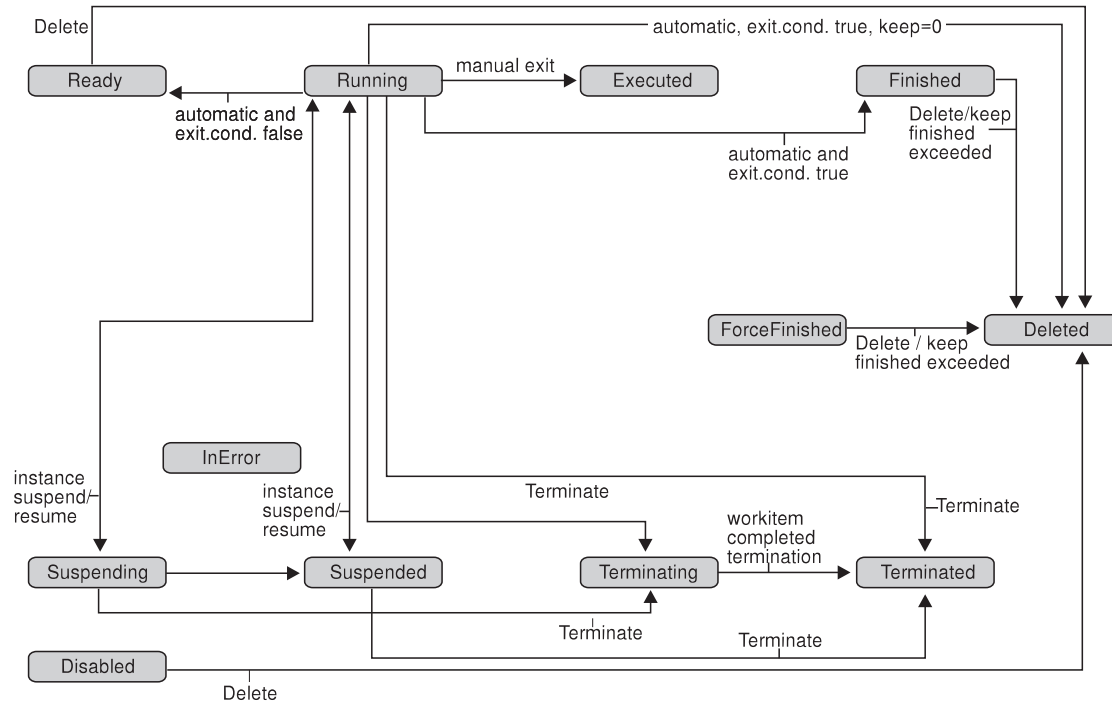 Delete
automatic, exit.cond. true, keep=0
Ready
Running
manual exit
Executed
Finished
automatic and
exit.cond. false
automatic and
exit.cond. true
Delete/keep
finished
exceeded
ForceFinished
Delete / keep
finished exceeded
Deleted
InError
instance
suspend/
resume
instance
suspend/
resume
Terminate
Terminate
workitem
completed
termination
Suspending
Suspended
Terminating
Terminated
Terminate
Terminate
Disabled
Delete